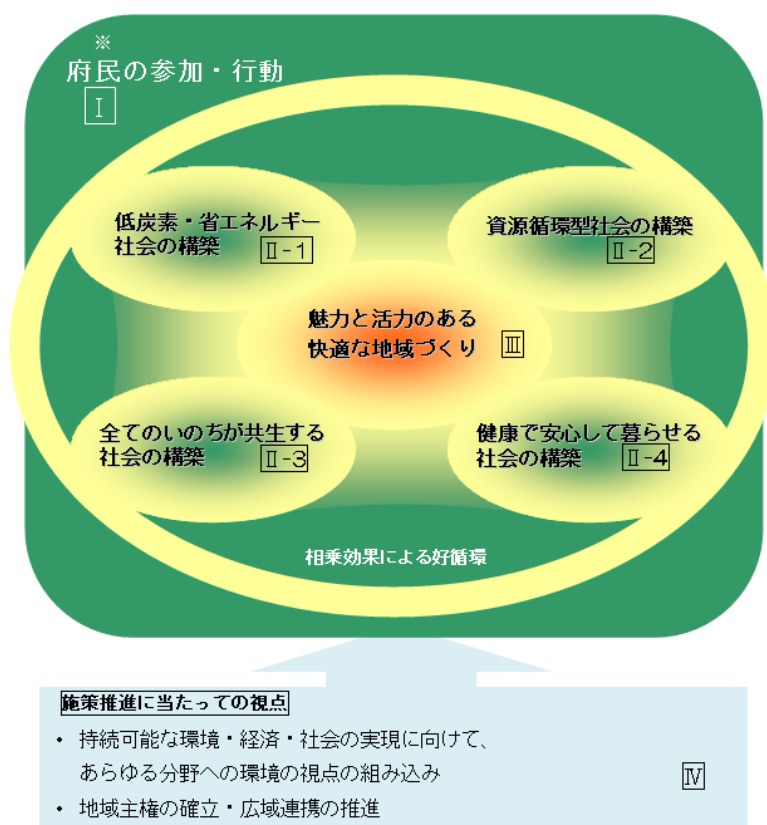 ※
府民の参加・行動
Ⅰ
低炭素・省エネルギー
社会の構築 Ⅱ-1
資源循環型社会の構築
Ⅱ-2
魅力と活力のある
快適な地域づくり Ⅲ
全てのいのちが共生する
社会の構築 Ⅱ-3
健康で安心して暮らせる
社会の構築 Ⅱ-4
相乗効果による好循環
施策推進に当たっての視点
・ 持続可能な環境・経済・社会の実現に向けて、
あらゆる分野への環境の視点の組み込み
Ⅳ
・ 地域主権の確立・広域連携の推進